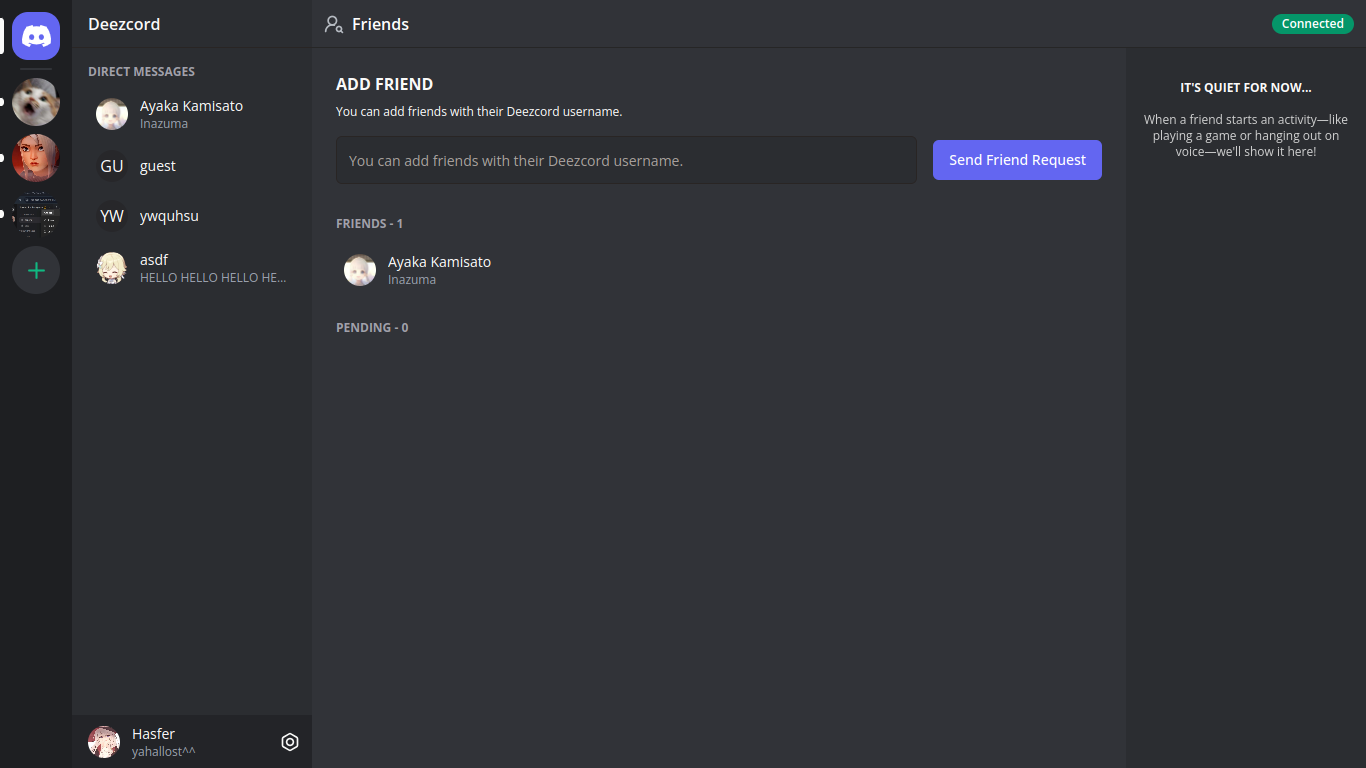 Deezcord
Friends
Connected
DIRECT MESSAGES
Ayaka Kamisato
Inazuma
GU
guest
YW
ywquhsu
asdf
HELLO HELLO HELLO HE...
Hasfer
yahallost^^
ADD FRIEND
You can add friends with their Deezcord username.
You can add friends with their Deezcord username.
Send Friend Request
FRIENDS - 1
Ayaka Kamisato
Inazuma
PENDING - 0
IT'S QUIET FOR NOW...
When a friend starts an activity—like
playing a game or hanging out on
voice—we'll show it here!